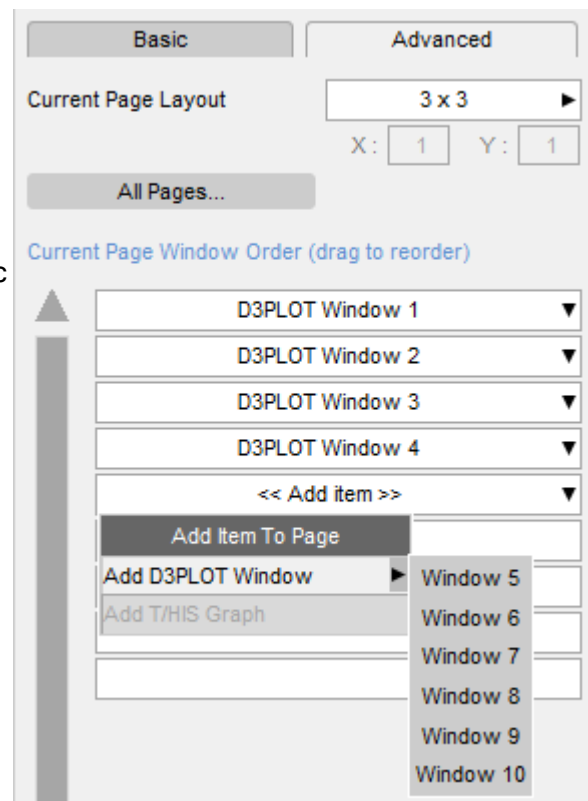 Basic Advanced
Current Page Layout 3 x 3
X : 1 Y : 1
All Pages...
Current Page Window Order (drag to reorder)
c
D3PLOT Window 1
D3PLOT Window 2
D3PLOT Window 3
D3PLOT Window 4
<< Add item >>
Add Item To Page
Add D3PLOT Window
Add T/HIS Graph
Window 5
Window 6
Window 7
Window 8
Window 9
Window 10